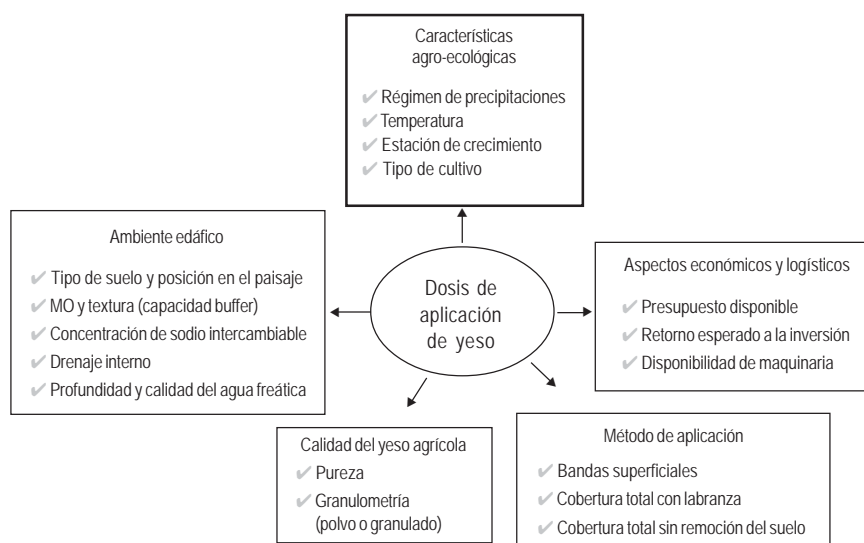 Características
agro-ecológicas
✔ Régimen de precipitaciones
✔ Temperatura
✔ Estación de crecimiento
✔ Tipo de cultivo
Ambiente edáfico
✔ Tipo de suelo y posición en el paisaje
✔ MO y textura (capacidad buffer)
✔ Concentración de sodio intercambiable
✔ Drenaje interno
✔ Profundidad y calidad del agua freática
Dosis de
aplicación
de yeso
Aspectos económicos y logísticos
✔ Presupuesto disponible
✔ Retorno esperado a la inversión
✔ Disponibilidad de maquinaria
Calidad del yeso agrícola
✔ Pureza
✔ Granulometría
(polvo o granulado)
Método de aplicación
✔ Bandas superficiales
✔ Cobertura total con labranza
✔ Cobertura total sin remoción del suelo